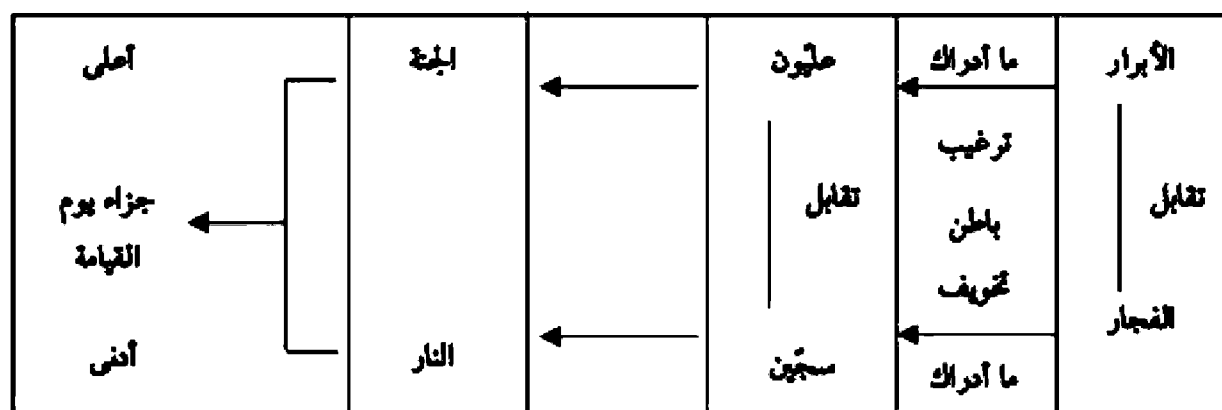 الأبرار
تقابل
الفجار
ما أدراك
ترغيب
باطن
تخويف
ما أدراك
عليّون
تقابل
سجّين
الجنة
النار
أعلى
جزاء يوم
القيامة
أدنى